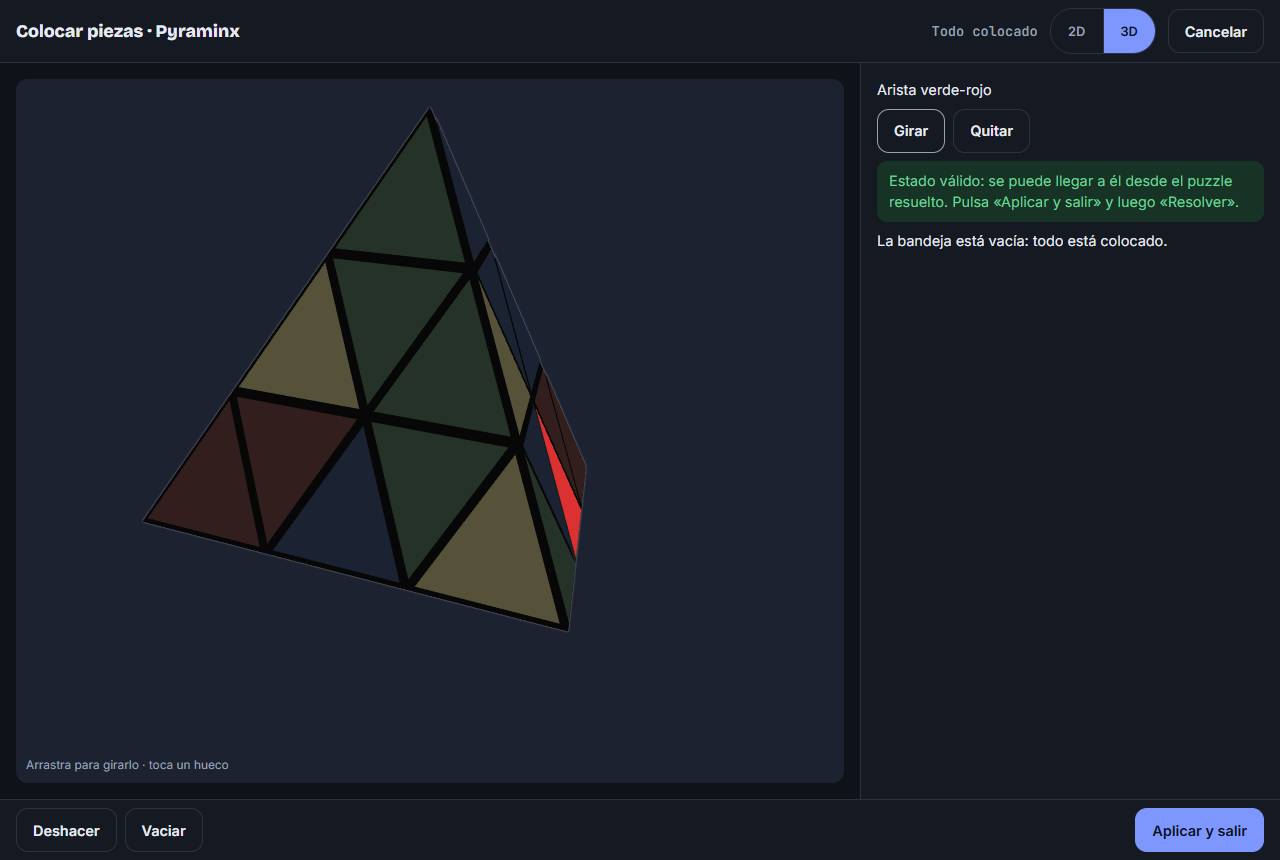 Colocar piezas · Pyraminx
Todo colocado
2D
3D
Cancelar
Arista verde-rojo
Girar
Quitar
Estado válido: se puede llegar a él desde el puzzle
resuelto. Pulsa «Aplicar y salir» y luego «Resolver».
La bandeja está vacía: todo está colocado.
Arrastra para girarlo · toca un hueco
Deshacer
Vaciar
Aplicar y salir